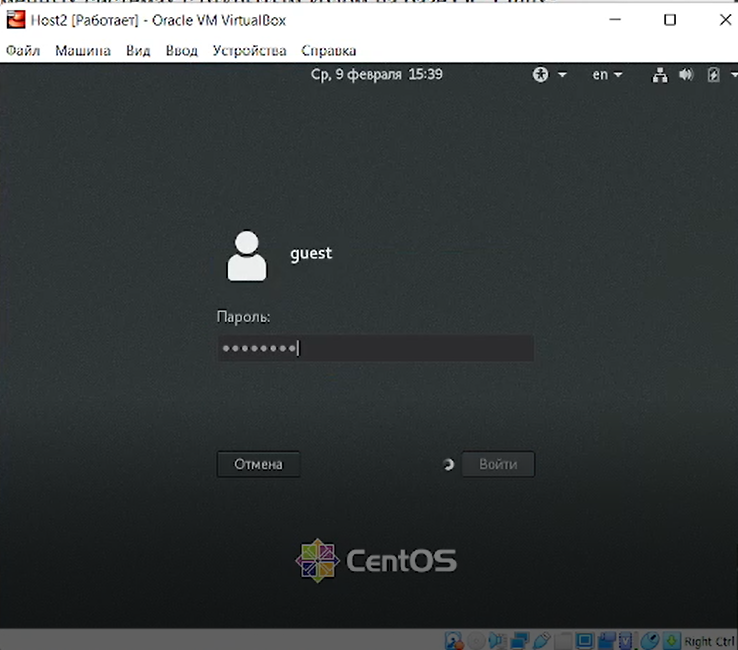 Host2 [Работает] - Oracle VM VirtualBox
Файл Машина Вид Ввод Устройства Справка
Ср, 9 февраля 15:39
en
guest
Пароль:
Отмена
Войти
CentOS
Right Ctrl